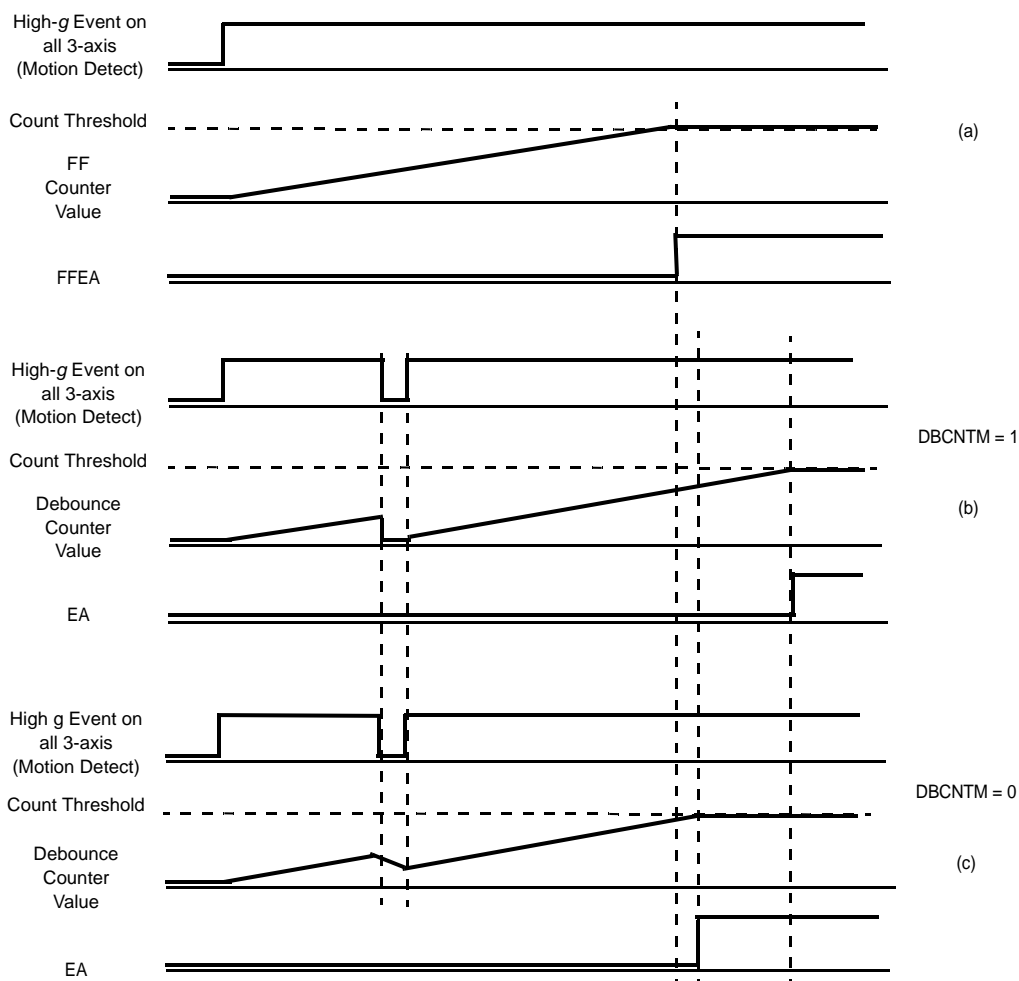 High-g Event on
all 3-axis
(Motion Detect)
Count Threshold
(a)
FF
Counter
Value
FFEA
High-g Event on
all 3-axis
(Motion Detect)
DBCNTM = 1
Count Threshold
Debounce
Counter
Value
(b)
EA
High g Event on
all 3-axis
(Motion Detect)
DBCNTM = 0
Count Threshold
Debounce
Counter
Value
(c)
EA